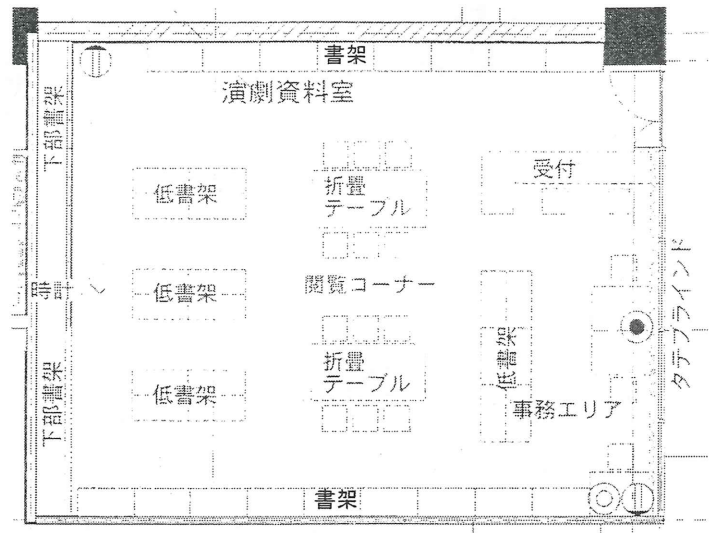 書架
演劇資料室
下部書架
受付
低書架
折畳
テーブル
タテブラインド
時計
低書架
閲覧コーナー
低書架
折畳
テーブル
下部書架
低書架
事務エリア
書架